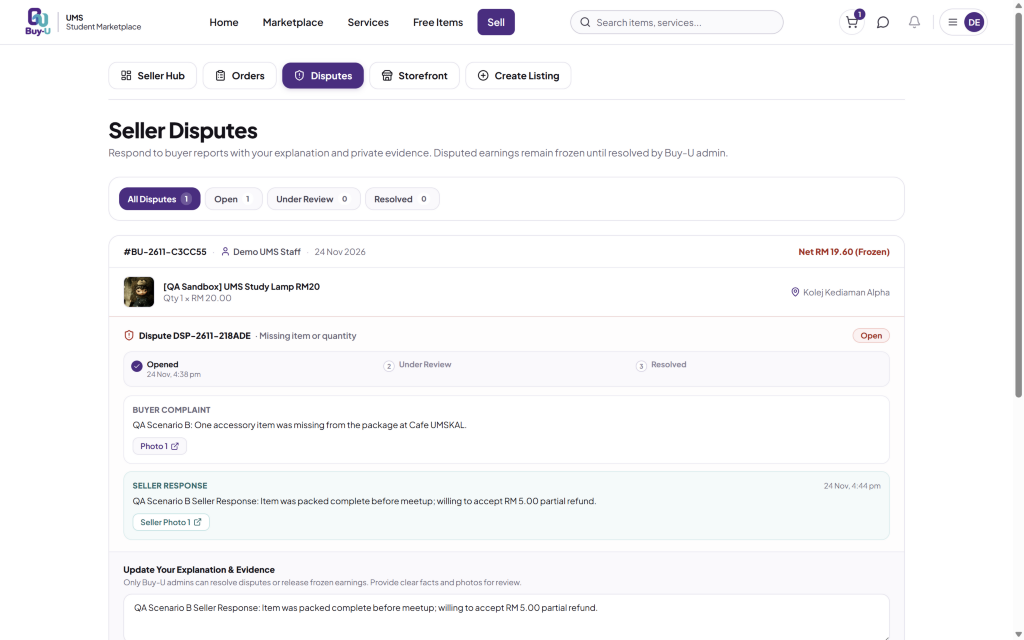 Buy-U
UMS
Student Marketplace
Home
Marketplace
Services
Free Items
Sell
Search items, services...
1
DE
Seller Hub
Orders
Disputes
Storefront
Create Listing
Seller Disputes
Respond to buyer reports with your explanation and private evidence. Disputed earnings remain frozen until resolved by Buy-U admin.
All Disputes 1
Open 1
Under Review 0
Resolved 0
#BU-2611-C3CC55 · Demo UMS Staff · 24 Nov 2026
Net RM 19.60 (Frozen)
[QA Sandbox] UMS Study Lamp RM20
Qty 1 x RM 20.00
Kolej Kediaman Alpha
Dispute DSP-2611-218ADE · Missing item or quantity
Open
Opened
24 Nov, 4:38 pm
2 Under Review
3 Resolved
BUYER COMPLAINT
QA Scenario B: One accessory item was missing from the package at Cafe UMSKAL.
Photo 1
SELLER RESPONSE
24 Nov, 4:44 pm
QA Scenario B Seller Response: Item was packed complete before meetup; willing to accept RM 5.00 partial refund.
Seller Photo 1
Update Your Explanation & Evidence
Only Buy-U admins can resolve disputes or release frozen earnings. Provide clear facts and photos for review.
QA Scenario B Seller Response: Item was packed complete before meetup; willing to accept RM 5.00 partial refund.